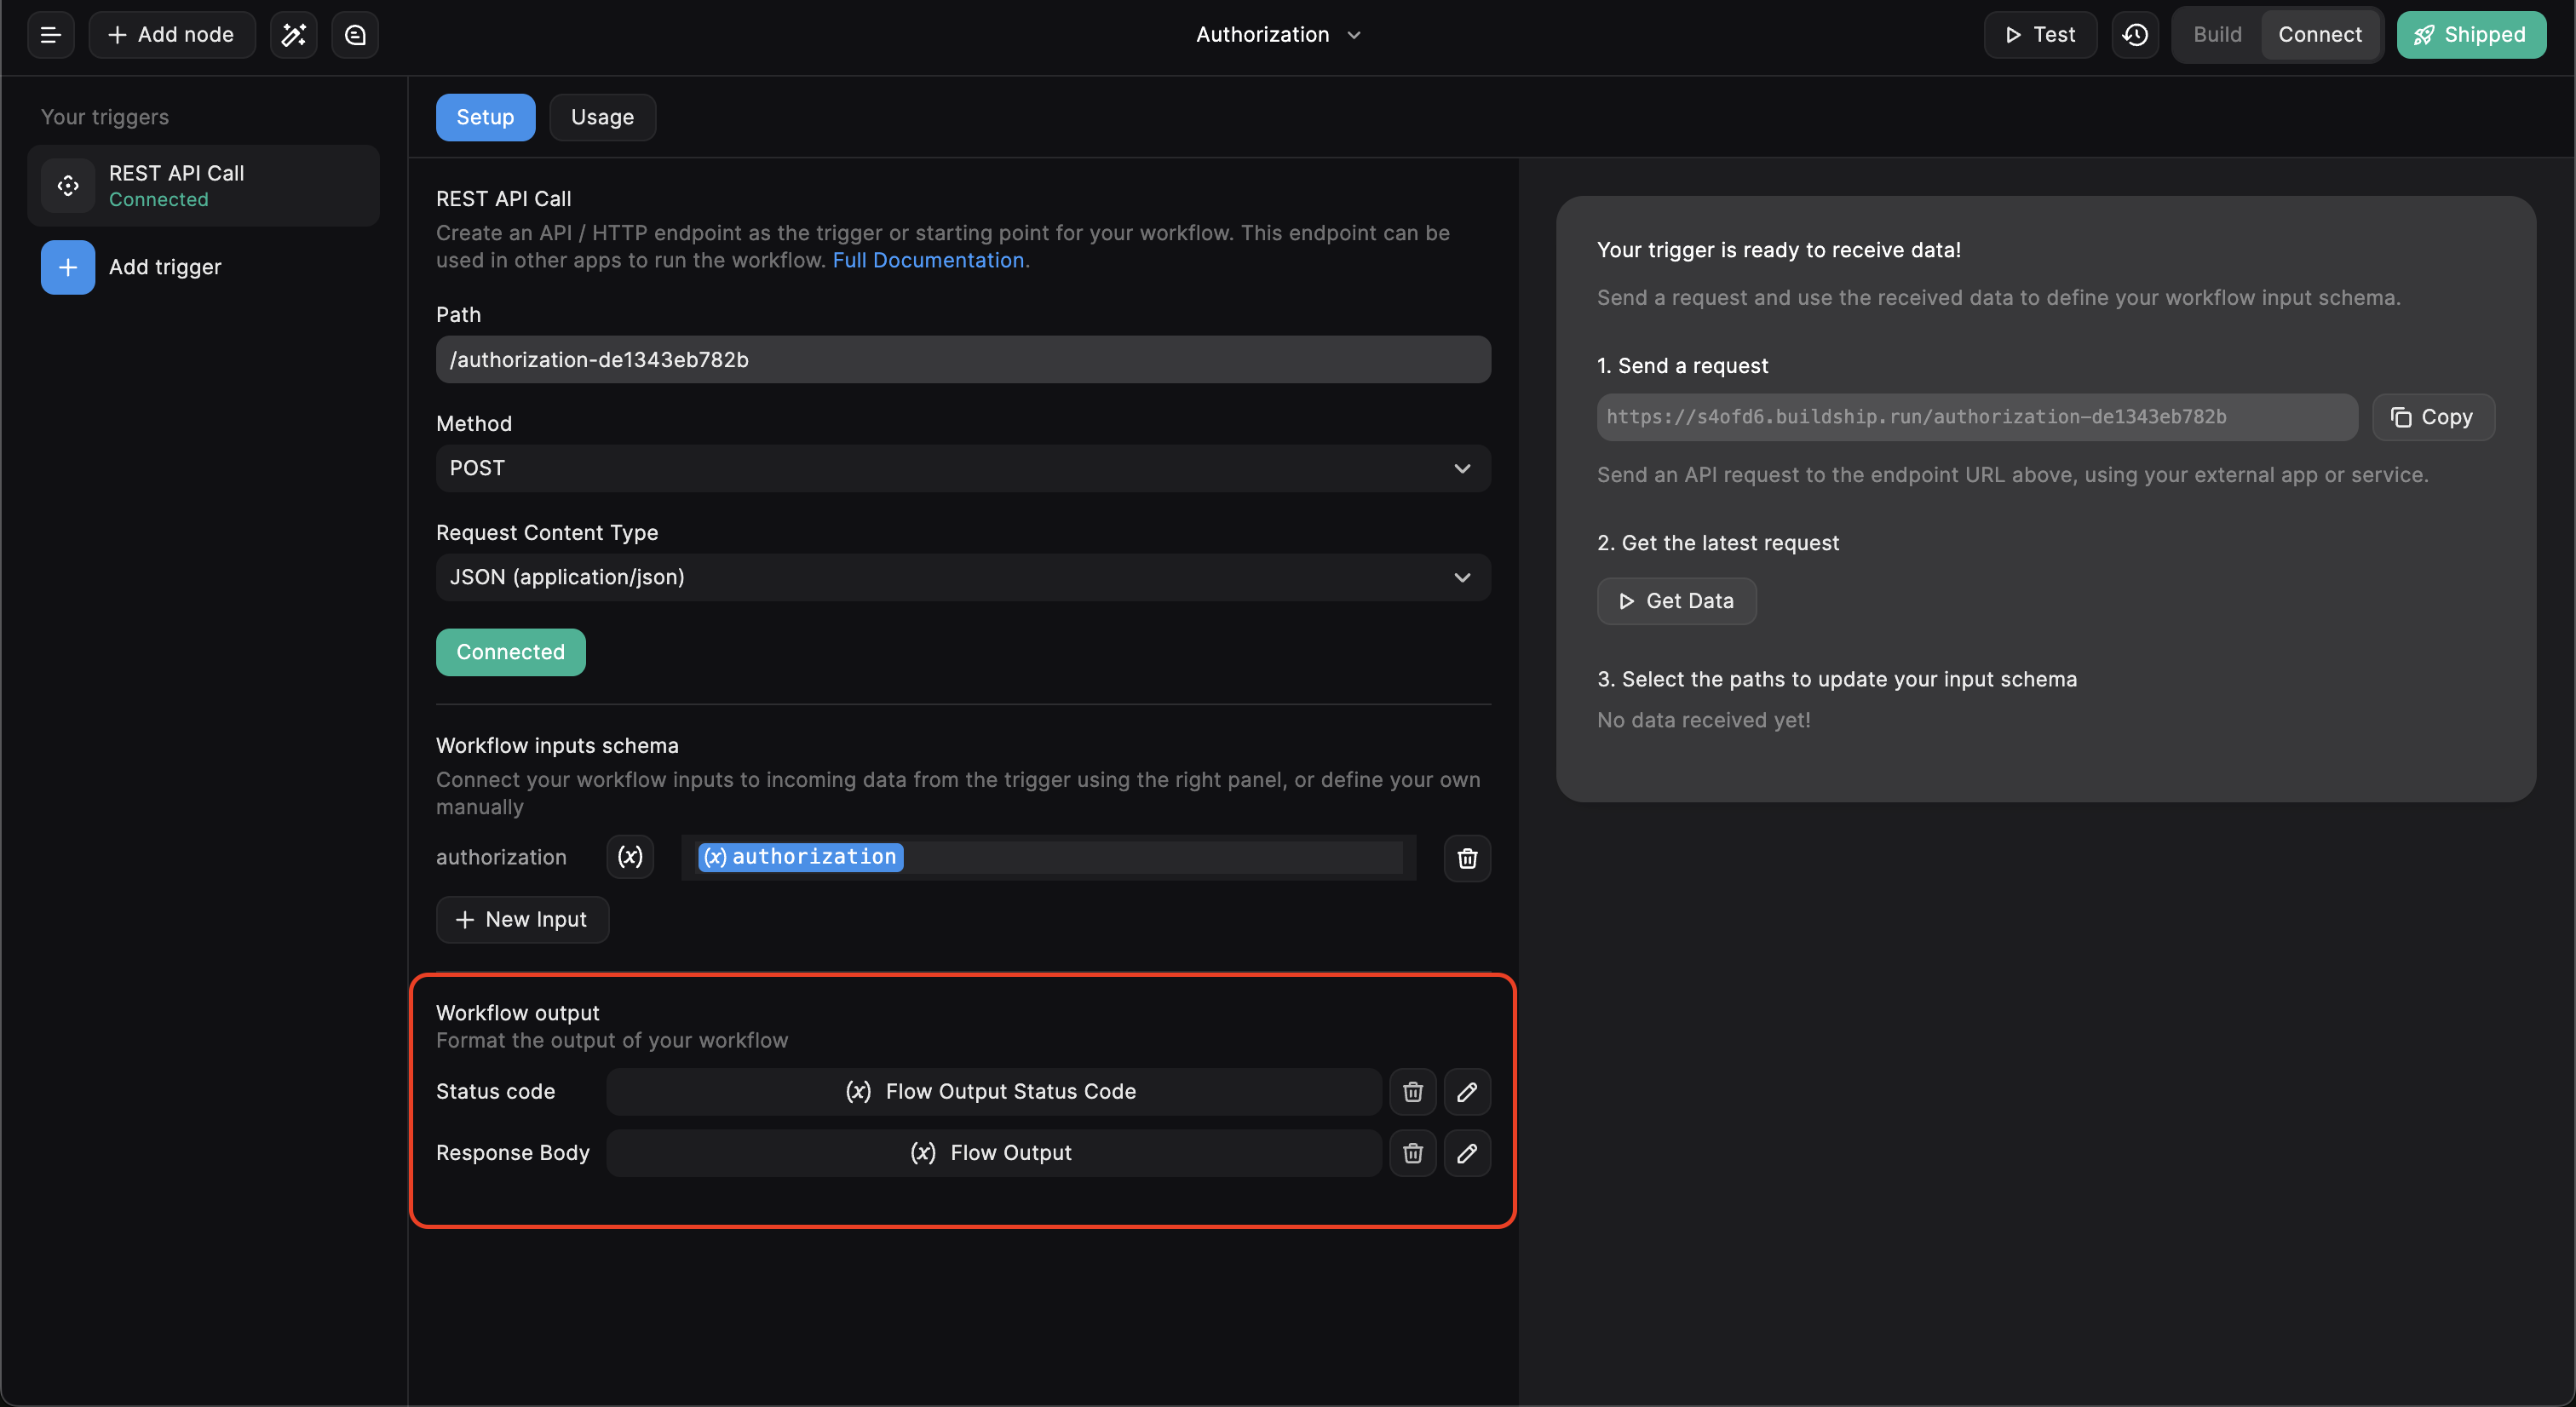 Add node
Authorization
Test
Build
Connect
Shipped
Your triggers
REST API Call
Connected
Add trigger
Setup
Usage
REST API Call
Create an API / HTTP endpoint as the trigger or starting point for your workflow. This endpoint can be
used in other apps to run the workflow. Full Documentation.
Path
/authorization-de1343eb782b
Method
POST
Request Content Type
JSON (application/json)
Connected
Workflow inputs schema
Connect your workflow inputs to incoming data from the trigger using the right panel, or define your own
manually
authorization (x) (x) authorization
New Input
Workflow output
Format the output of your workflow
Status code (x) Flow Output Status Code
Response Body (x) Flow Output
Your trigger is ready to receive data!
Send a request and use the received data to define your workflow input schema.
1. Send a request
https://s4ofd6.buildship.run/authorization-de1343eb782b
Copy
Send an API request to the endpoint URL above, using your external app or service.
2. Get the latest request
Get Data
3. Select the paths to update your input schema
No data received yet!